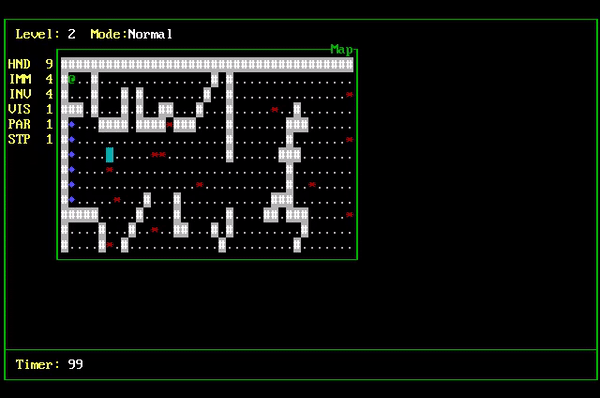 Level: 2 Mode:Normal
Map
HND 9
IMM 4
INV 4
VIS 1
PAR 1
STP 1
Timer: 99